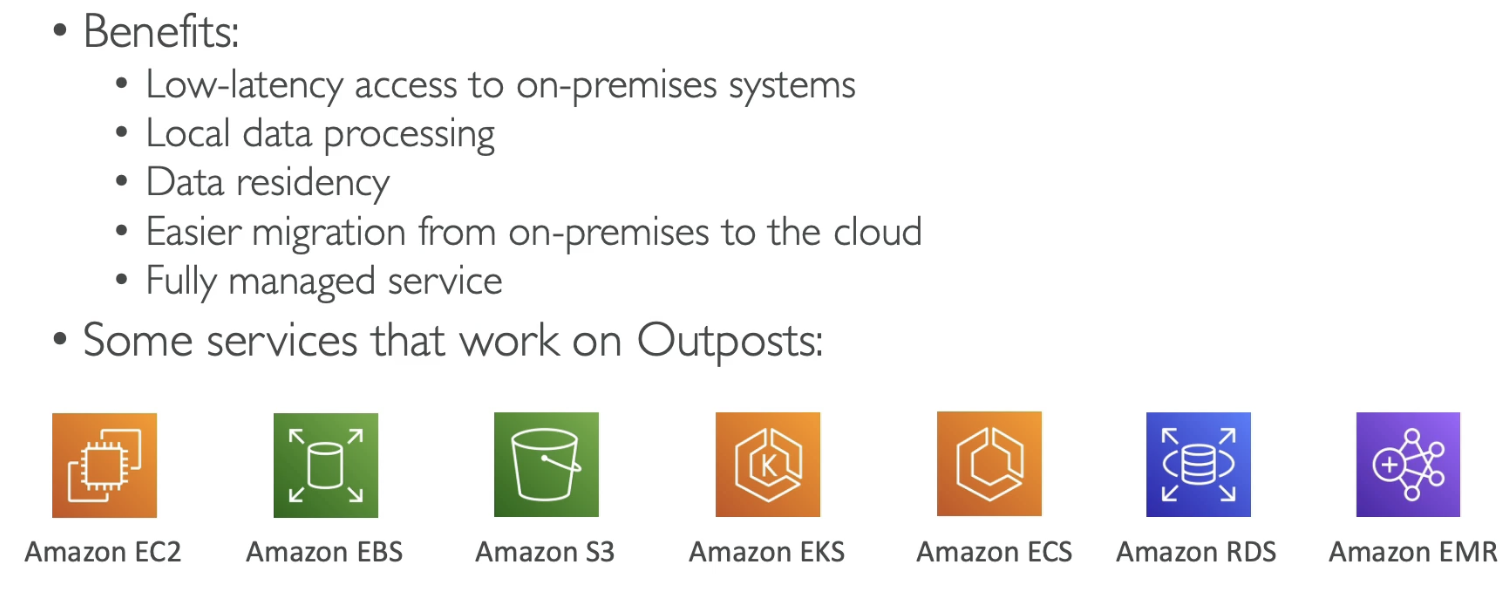 • Benefits:
• Low-latency access to on-premises systems
• Local data processing
• Data residency
• Easier migration from on-premises to the cloud
• Fully managed service
• Some services that work on Outposts:
K
Amazon EC2 Amazon EBS Amazon S3 Amazon EKS Amazon ECS Amazon RDS Amazon EMR